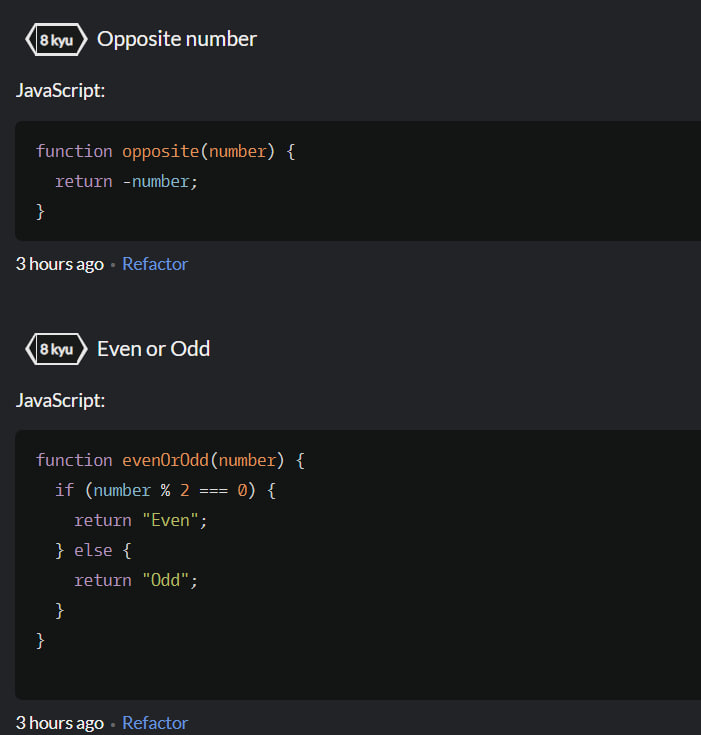 8 kyu Opposite number
JavaScript:
function opposite(number) {
  return -number;
}
3 hours ago • Refactor
8 kyu Even or Odd
JavaScript:
function evenOrOdd(number) {
  if (number % 2 === 0) {
    return "Even";
  } else {
    return "Odd";
  }
}
3 hours ago • Refactor